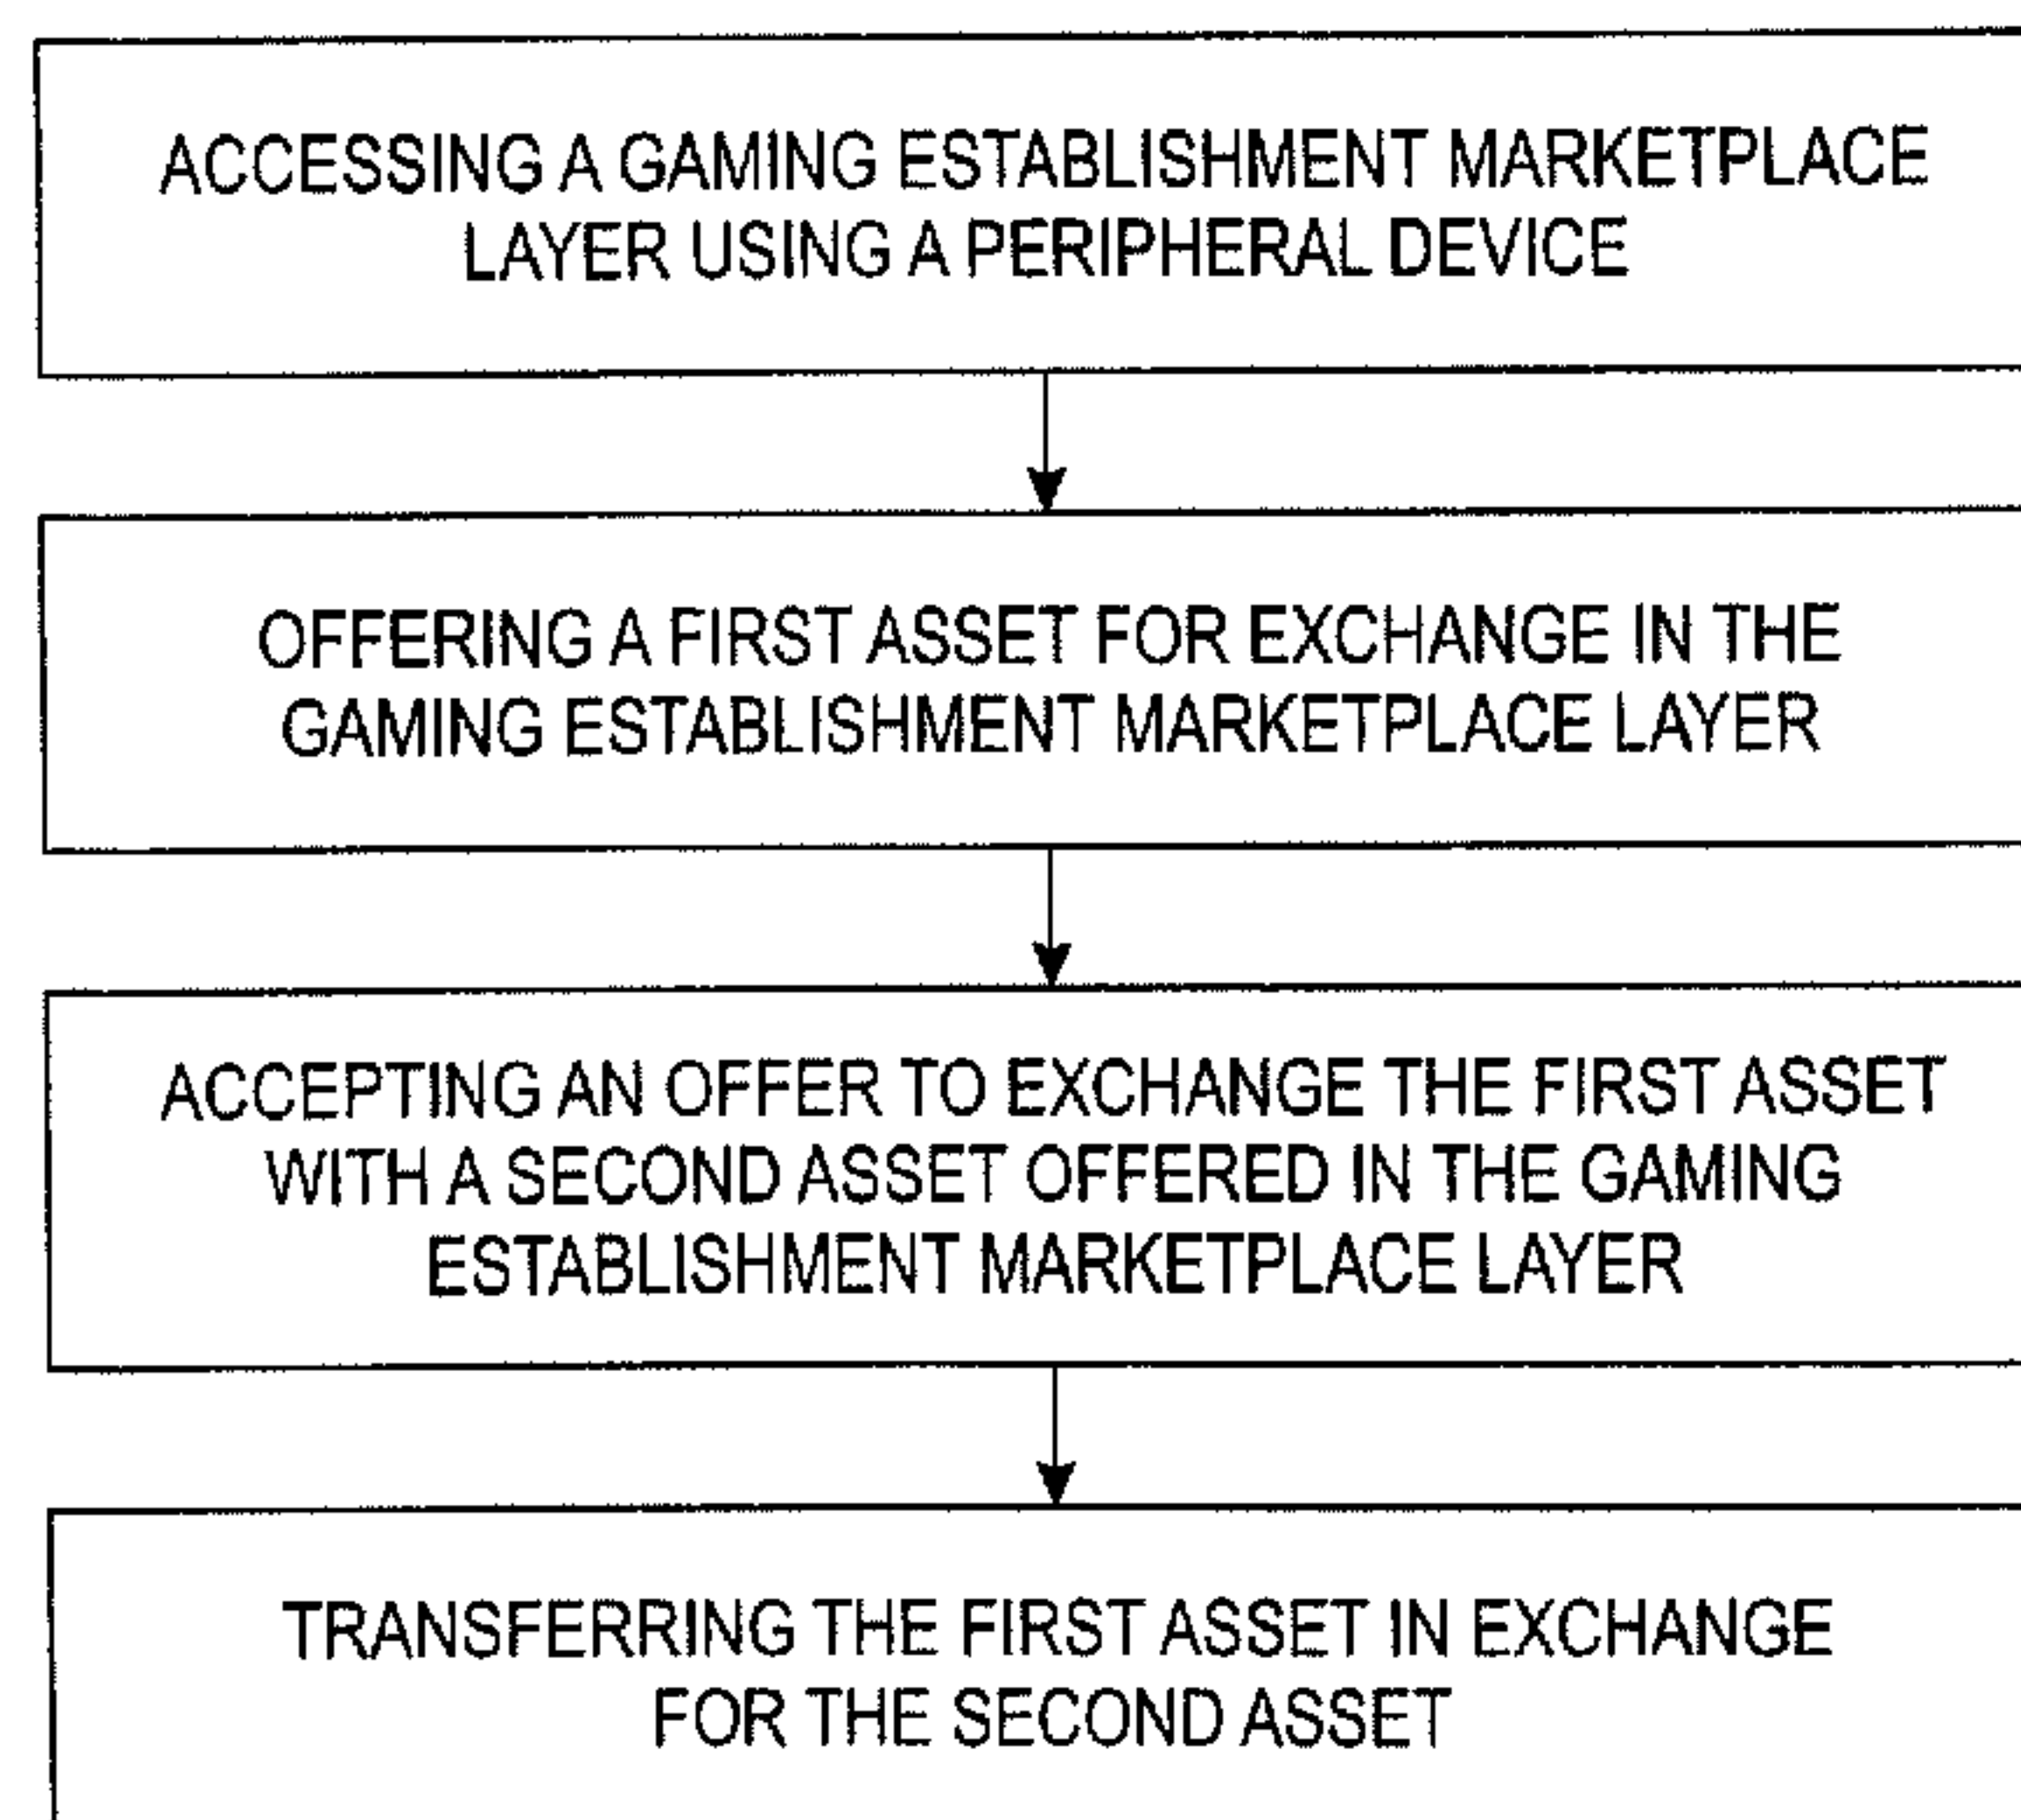 ACCESSING A GAMING ESTABLISHMENT MARKETPLACE
LAYER USING A PERIPHERAL DEVICE
OFFERING A FIRST ASSET FOR EXCHANGE IN THE
GAMING ESTABLISHMENT MARKETPLACE LAYER
ACCEPTING AN OFFER TO EXCHANGE THE FIRST ASSET
WITH A SECOND ASSET OFFERED IN THE GAMING
ESTABLISHMENT MARKETPLACE LAYER
TRANSFERRING THE FIRST ASSET IN EXCHANGE
FOR THE SECOND ASSET